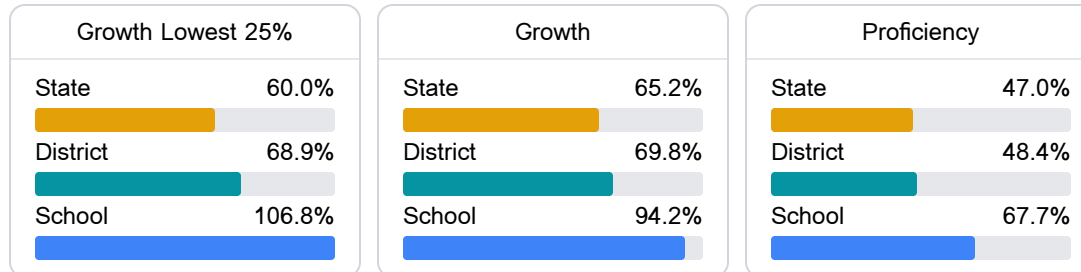 Growth Lowest 25%
State 60.0%
District 68.9%
School 106.8%
Growth
State 65.2%
District 69.8%
School 94.2%
Proficiency
State 47.0%
District 48.4%
School 67.7%